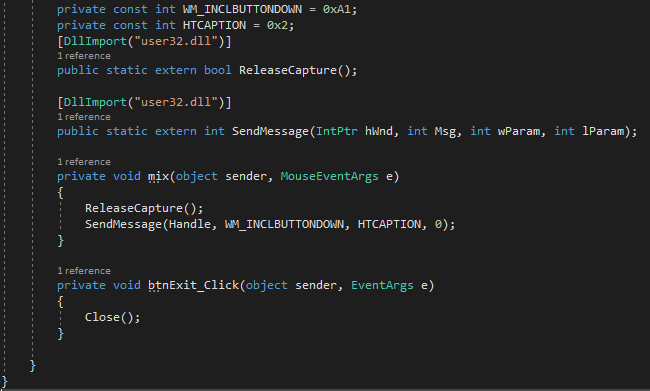 private const int WM_INCLBUTTONDOWN = 0xA1;
private const int HTCAPTION = 0x2;
[DllImport("user32.dll")]
1 reference
public static extern bool ReleaseCapture();
[DllImport("user32.dll")]
1 reference
public static extern int SendMessage(IntPtr hWnd, int Msg, int wParam, int lParam);
1 reference
private void mix(object sender, MouseEventArgs e)
{
ReleaseCapture();
SendMessage(Handle, WM_INCLBUTTONDOWN, HTCAPTION, 0);
}
1 reference
private void btnExit_Click(object sender, EventArgs e)
{
Close();
}
}
}